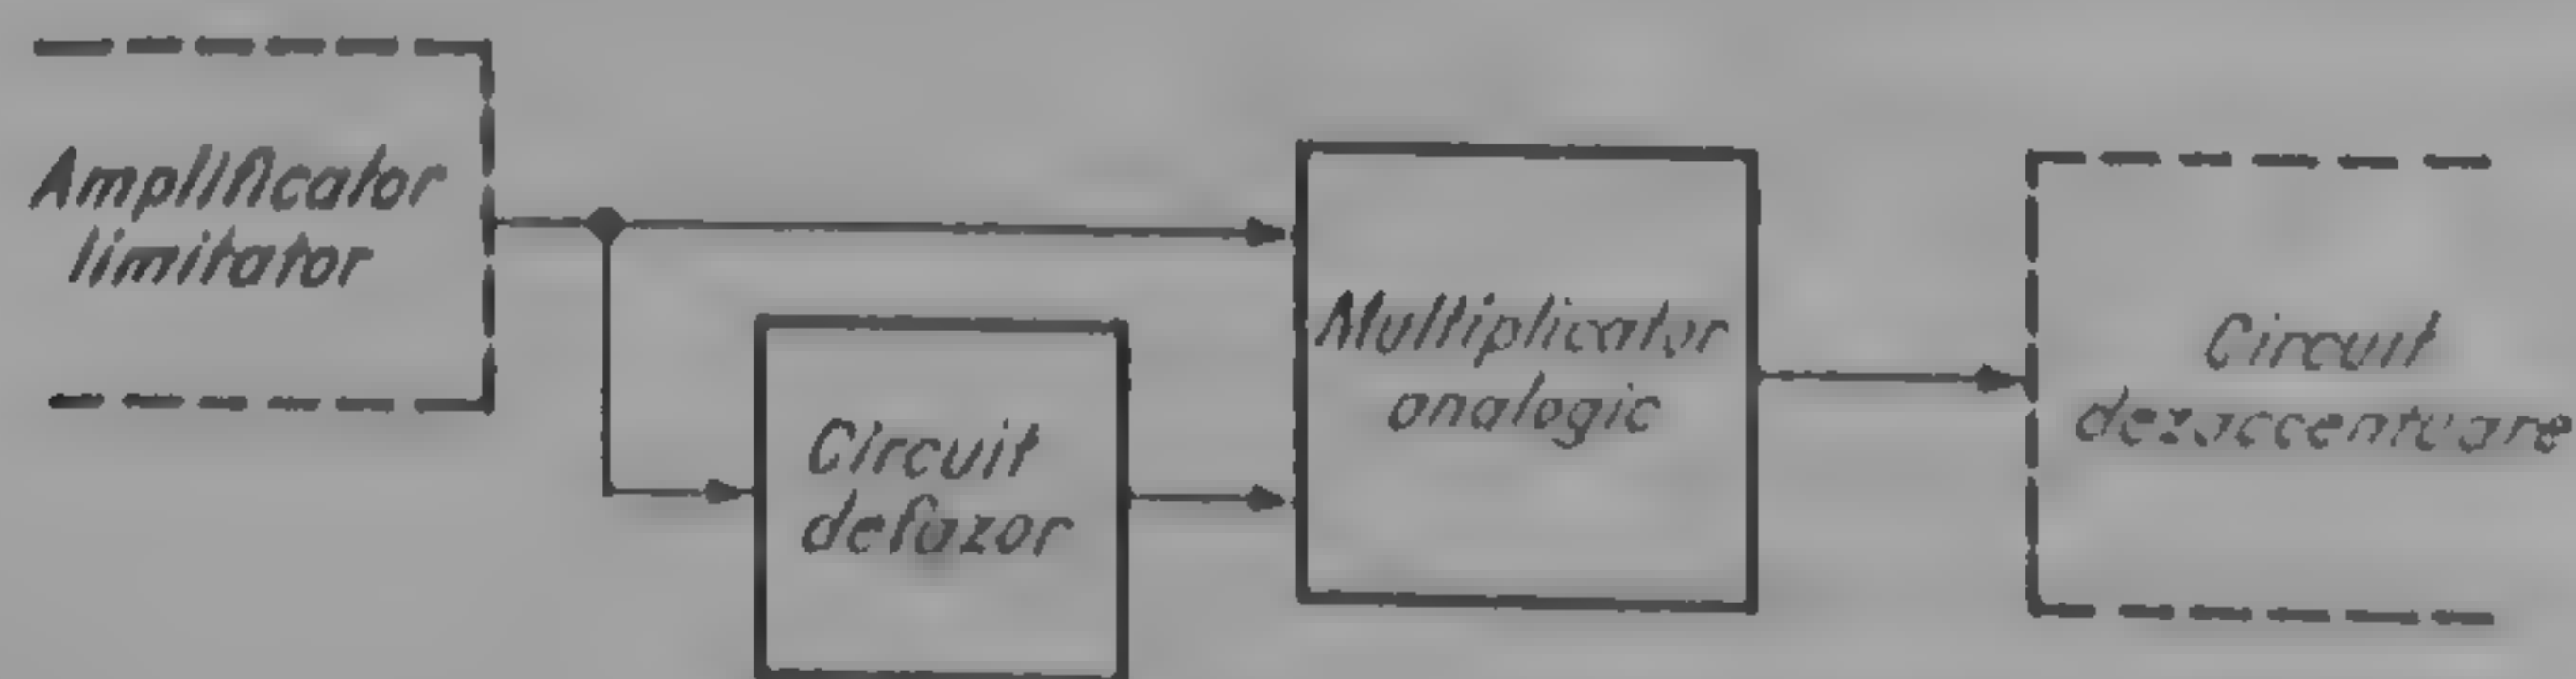 Amplificator
limitator
Circuit
defazor
Multiplicator
analogic
Circuit
dezaccentuare